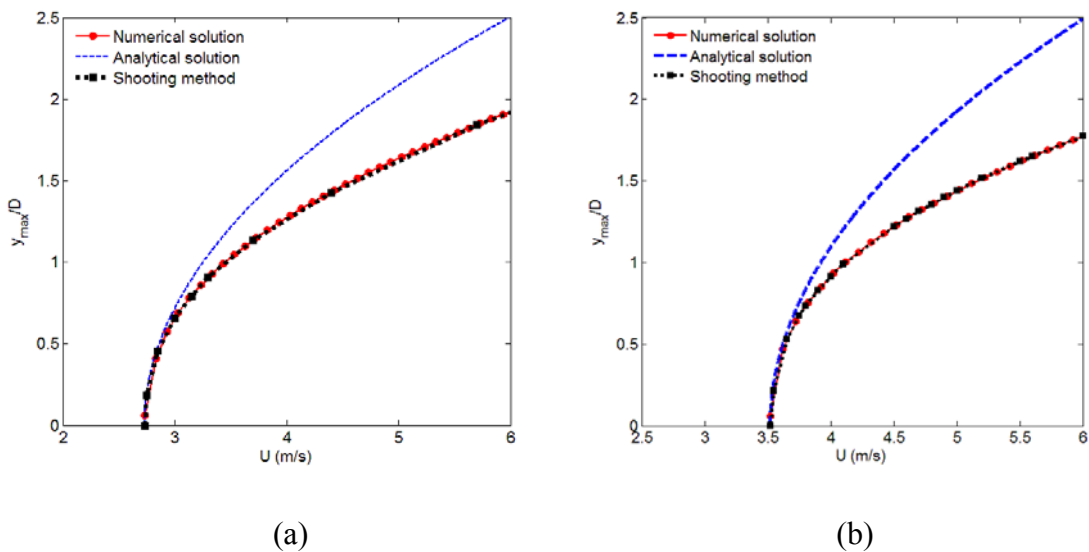 2.5
Numerical solution
Analytical solution
Shooting method
2
1.5
1
0.5
0
y_max/D
2 3 4 5 6
U (m/s)
(a)
2.5
Numerical solution
Analytical solution
Shooting method
2
1.5
1
0.5
0
y_max/D
2.5 3 3.5 4 4.5 5 5.5 6
U (m/s)
(b)